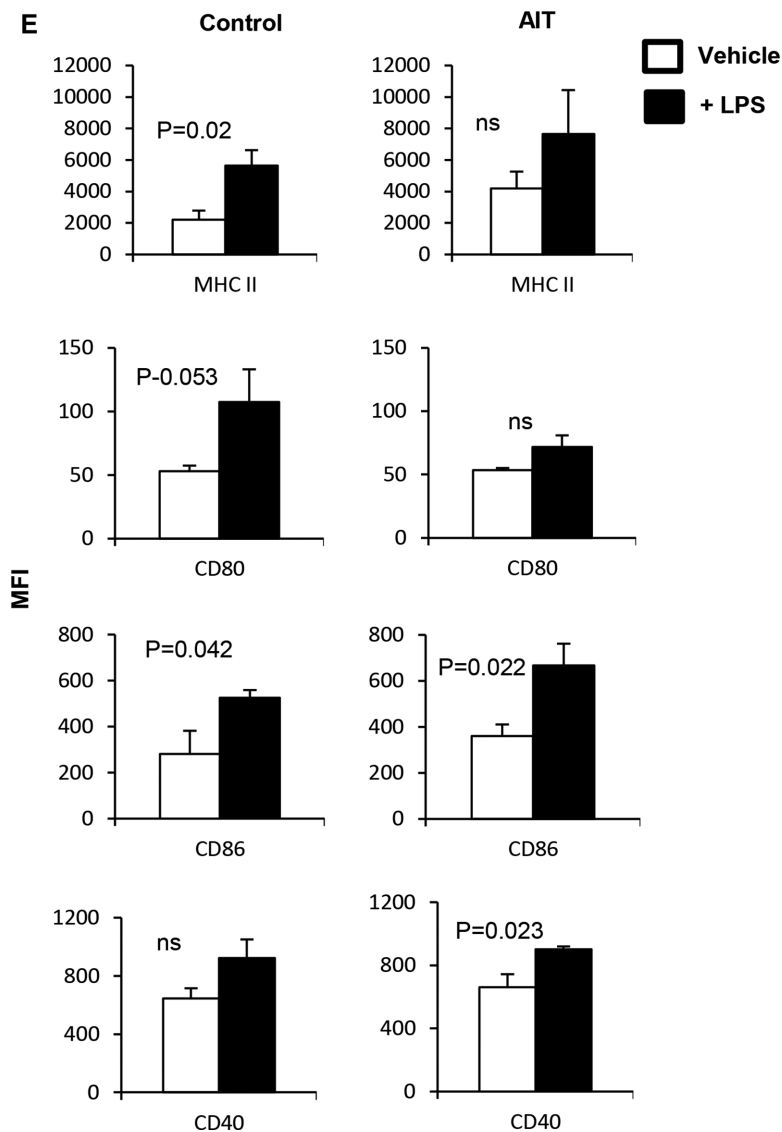 E
Control
AIT
Vehicle
+ LPS
12000
10000
8000
6000
4000
2000
0
P=0.02
MHC II
12000
10000
8000
6000
4000
2000
0
ns
MHC II
150
100
50
0
P-0.053
CD80
150
100
50
0
ns
CD80
MFI
800
600
400
200
0
P=0.042
CD86
800
600
400
200
0
P=0.022
CD86
1200
800
400
0
ns
CD40
1200
800
400
0
P=0.023
CD40